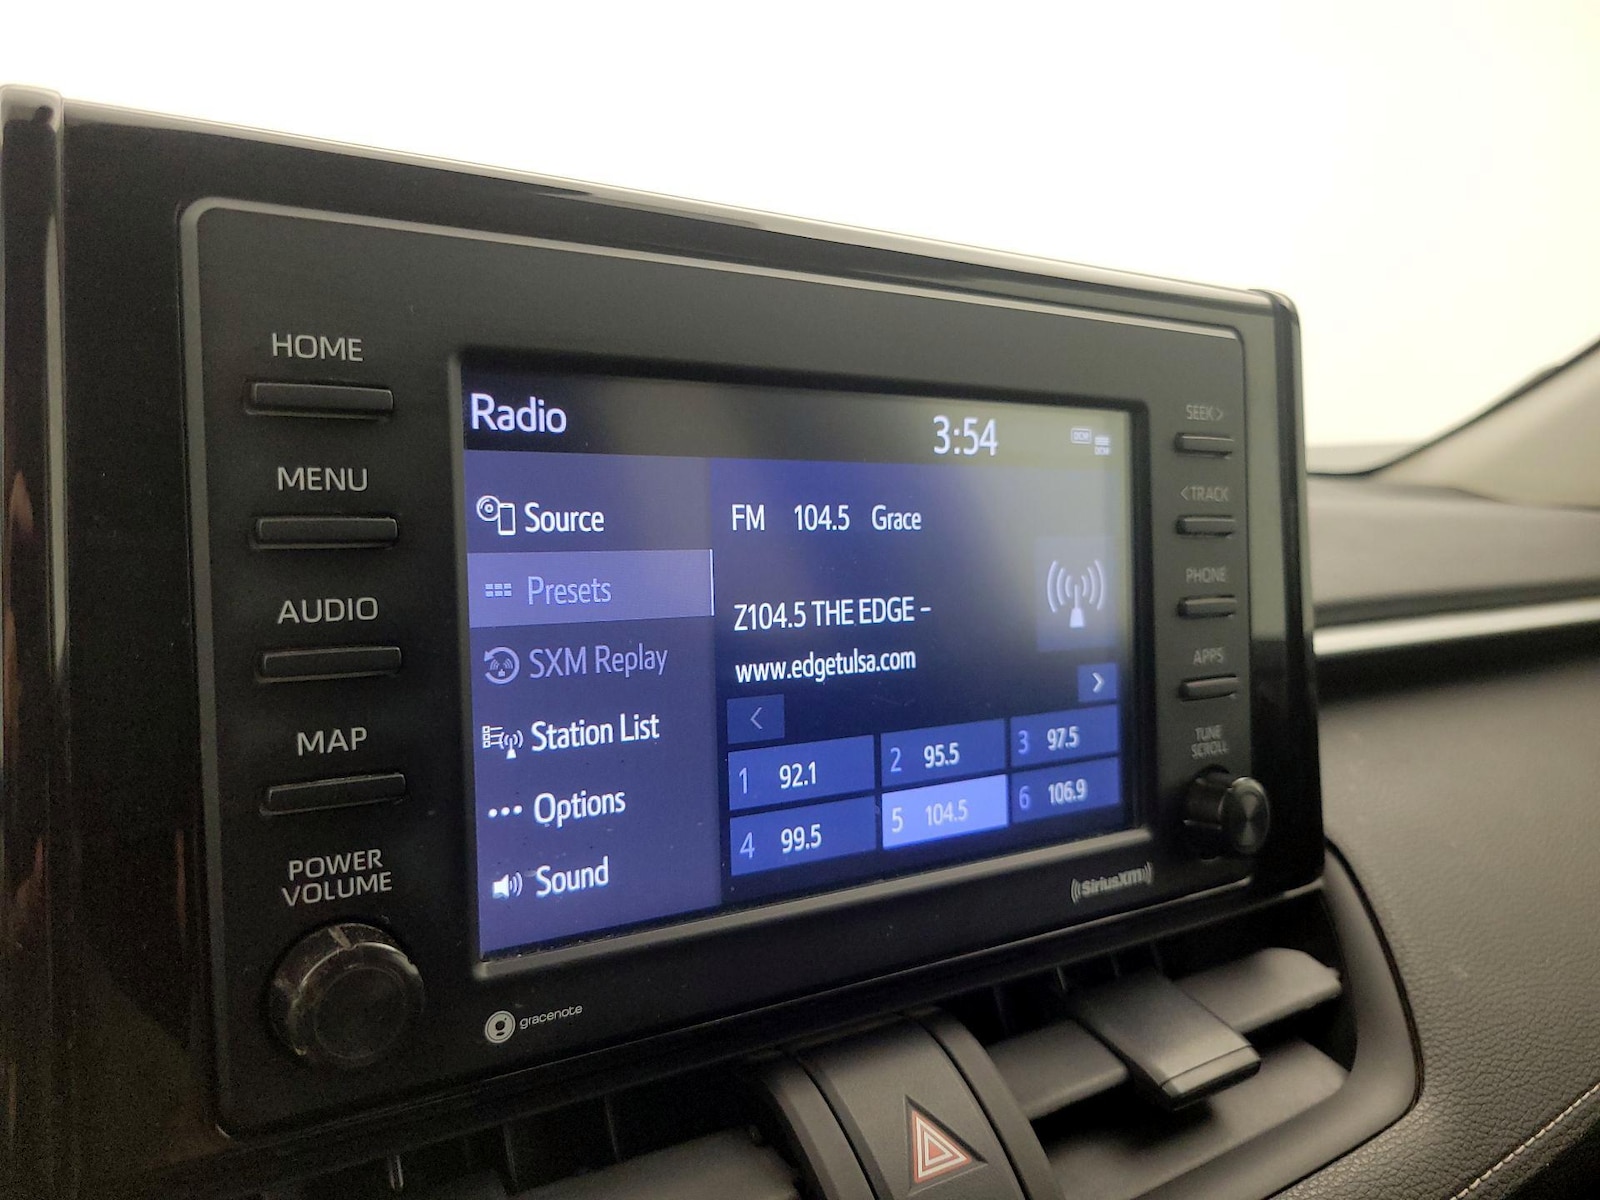 HOME
MENU
AUDIO
MAP
POWER
VOLUME
Radio
3:54
DCM
DCM
Source
Presets
SXM Replay
Station List
Options
Sound
FM 104.5 Grace
Z104.5 THE EDGE -
www.edgetulsa.com
<
>
1 92.1
2 95.5
3 97.5
4 99.5
5 104.5
6 106.9
SEEK >
< TRACK
PHONE
APPS
TUNE
SCROLL
SiriusXM
gracenote